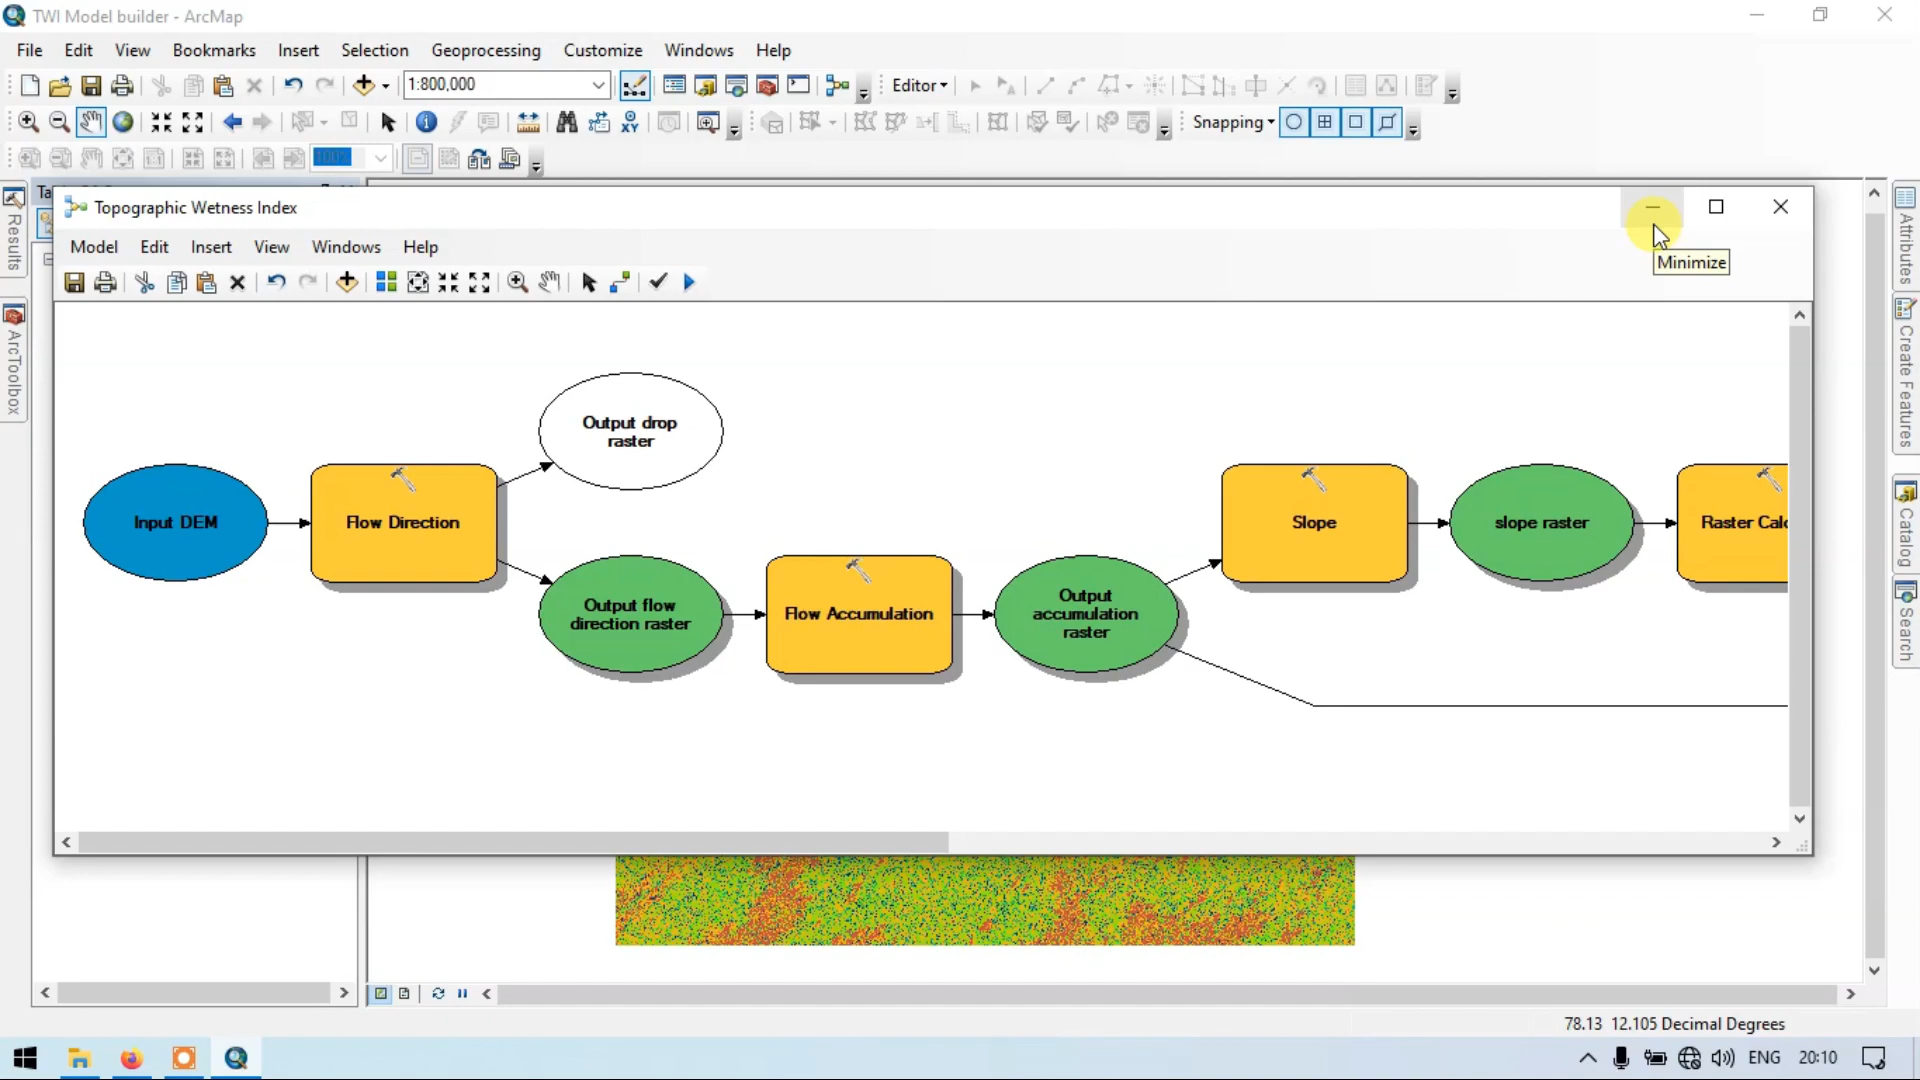 TWI Model builder - ArcMap
File Edit View Bookmarks Insert Selection Geoprocessing Customize Windows Help
1:800,000
Editor
Snapping
100%
Results
ArcToolbox
Topographic Wetness Index
Minimize
Model Edit Insert View Windows Help
Output drop
raster
Input DEM
Flow Direction
Slope
slope raster
Raster Calc
Output flow
direction raster
Flow Accumulation
Output
accumulation
raster
Attributes
Create Features
Catalog
Search
78.13 12.105 Decimal Degrees
ENG
20:10